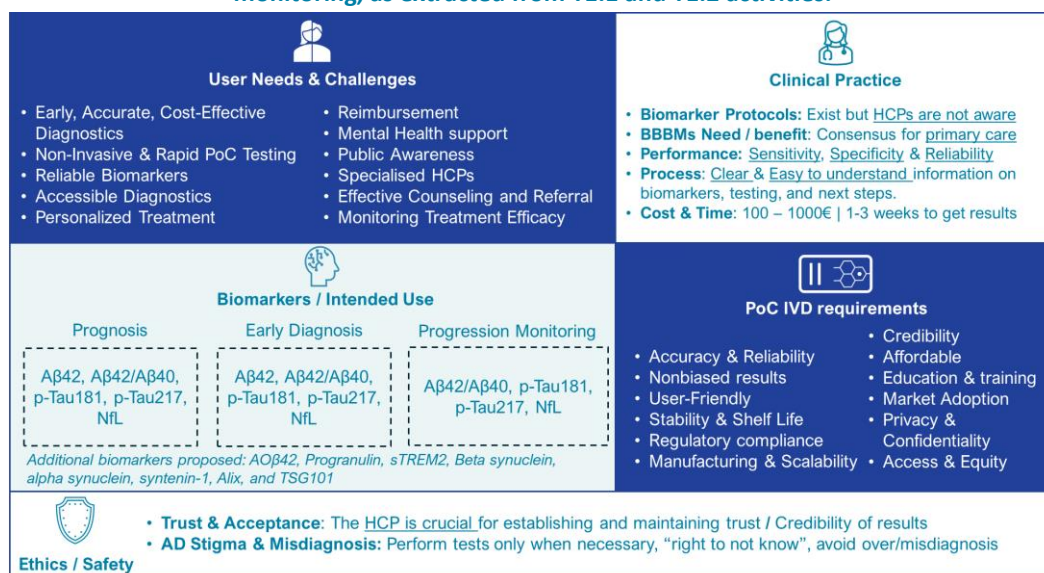 monitoring, as extracted from T2.1 and T2.2 activities.
User Needs & Challenges
• Early, Accurate, Cost-Effective
Diagnostics
• Non-Invasive & Rapid PoC Testing
• Reliable Biomarkers
• Accessible Diagnostics
• Personalized Treatment
• Reimbursement
• Mental Health support
• Public Awareness
• Specialised HCPs
• Effective Counseling and Referral
• Monitoring Treatment Efficacy
Clinical Practice
• Biomarker Protocols: Exist but HCPs are not aware
• BBBMs Need / benefit: Consensus for primary care
• Performance: Sensitivity, Specificity & Reliability
• Process: Clear & Easy to understand information on
biomarkers, testing, and next steps.
• Cost & Time: 100 – 1000€ | 1-3 weeks to get results
Biomarkers / Intended Use
Prognosis
Aβ42, Aβ42/Aβ40,
p-Tau181, p-Tau217,
NfL
Early Diagnosis
Aβ42, Aβ42/Aβ40,
p-Tau181, p-Tau217,
NfL
Progression Monitoring
Aβ42/Aβ40, p-Tau181,
p-Tau217, NfL
Additional biomarkers proposed: AOβ42, Progranulin, sTREM2, Beta synuclein,
alpha synuclein, syntenin-1, Alix, and TSG101
PoC IVD requirements
• Accuracy & Reliability
• Nonbiased results
• User-Friendly
• Stability & Shelf Life
• Regulatory compliance
• Manufacturing & Scalability
• Credibility
• Affordable
• Education & training
• Market Adoption
• Privacy &
Confidentiality
• Access & Equity
Ethics / Safety
• Trust & Acceptance: The HCP is crucial for establishing and maintaining trust / Credibility of results
• AD Stigma & Misdiagnosis: Perform tests only when necessary, “right to not know”, avoid over/misdiagnosis